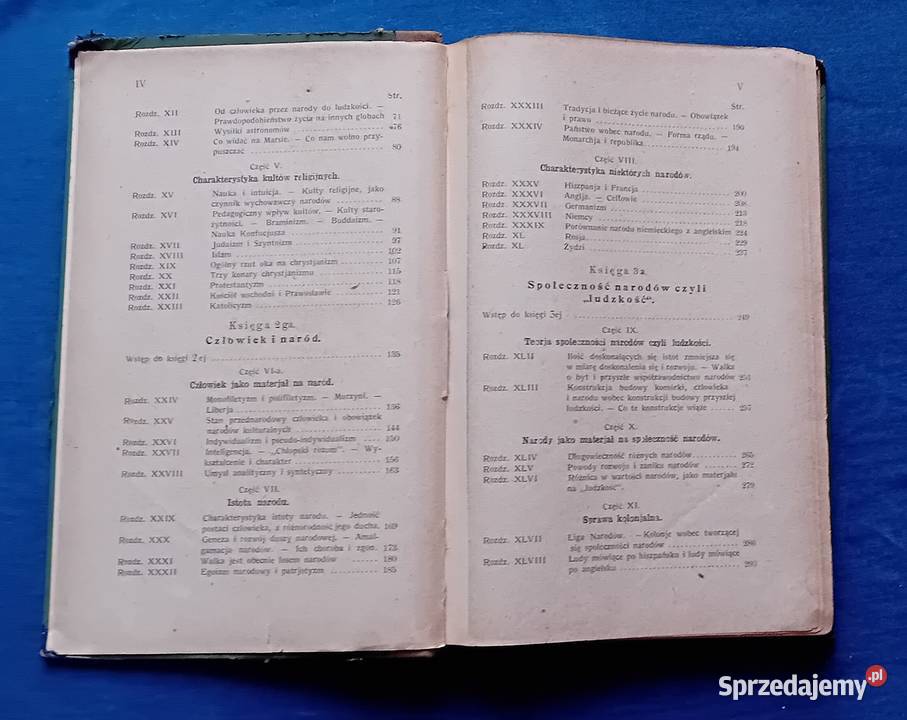 IV
Str.
Rozdz. XII Od człowieka przez narody do ludzkości. —
Prawdopodobieństwo życia na innych globach 71
Rozdz. XIII Wysiłki astronomów 76
Rozdz. XIV Co widać na Marsie. — Co nam wolno przy-
puszczać 80
Część V.
Charakterystyka kultów religijnych.
Rozdz. XV Nauka i intuicja. — Kulty religijne, jako
czynnik wychowawczy narodów 88
Rozdz. XVI Pedagogiczny wpływ kultów. — Kulty staro-
żytności. — Braminizm. — Buddaizm. —
Nauka Konfucjusza 91
Rozdz. XVII Judaizm i Szyntoizm 97
Rozdz. XVIII Islam 102
Rozdz. XIX Ogólny rzut oka na chrystjanizm 107
Rozdz. XX Trzy konary chrystjanizmu 115
Rozdz. XXI Protestantyzm 118
Rozdz. XXII Kościół wschodni i Prawosławie 121
Rozdz. XXIII Katolicyzm 126
Księga 2ga.
Człowiek i naród.
Wstęp do księgi 2ej 135
Część VI-a.
Człowiek jako materjał na naród.
Rozdz. XXIV Monofiletyzm i polifiletyzm. — Murzyni. —
Liberja 136
Rozdz. XXV Stan przednarodowy człowieka i obowiązek
narodów kulturalnych 144
Rozdz. XXVI Indywidualizm i pseudo-indywidualizm 150
Rozdz. XXVII Inteligencja. — „Chłopski rozum". — Wy-
kształcenie i charakter 156
Rozdz. XXVIII Umysł analityczny i syntetyczny 163
Część VII.
Istota narodu.
Rozdz. XXIX Charakterystyka istoty narodu. — Jedność
postaci człowieka, a różnorodność jego ducha. 169
Rozdz. XXX Geneza i rozwój duszy narodowej. — Amal-
gamacja narodów. — Ich choroba i zgon. 173
Rozdz. XXXI Walka jest obecnie losem narodów 180
Rozdz. XXXII Egoizm narodowy i patrjotyzm 185
V
Str.
Rozdz. XXXIII Tradycja i bieżące życie narodu. — Obowiązek
i prawo 190
Rozdz. XXXIV Państwo wobec narodu. — Forma rządu. —
Monarchja i republika 194
Część VIII.
Charakterystyka niektórych narodów.
Rozdz. XXXV Hiszpanja i Francja 200
Rozdz. XXXVI Anglja. — Celtowie 208
Rozdz. XXXVII Germanizm 213
Rozdz. XXXVIII Niemcy 218
Rozdz. XXXIX Porównanie narodu niemieckiego z angielskim 224
Rozdz. XL Rosja 229
Rozdz. XL Żydzi 237
Księga 3a.
Społeczność narodów czyli
„ludzkość".
Wstęp do księgi 3ej 249
Część IX.
Teorja społeczności narodów czyli ludzkości.
Rozdz. XLII Ilość doskonalących się istot zmniejsza się
w miarę doskonalenia się i rozwoju. — Walka
o byt i przyszłe współzawodnictwo narodów 251
Rozdz. XLIII Konstrukcja budowy komórki, człowieka
i narodu wobec konstrukcji budowy przyszłej
ludzkości. — Co te konstrukcje wiąże 257
Część X.
Narody jako materjał na społeczność narodów.
Rozdz. XLIV Długowieczność różnych narodów 265
Rozdz. XLV Powody rozwoju i zaniku narodów 272
Rozdz. XLVI Różnica w wartości narodów, jako materjału
na „ludzkość". 279
Część XI.
Sprawa kolonjalna.
Rozdz. XLVII Liga Narodów. — Kolonje wobec tworzącej
się społeczności narodów 286
Rozdz. XLVIII Ludy mówiące po hiszpańsku i ludy mówiące
po angielsku 293
Sprzedajemy.pl